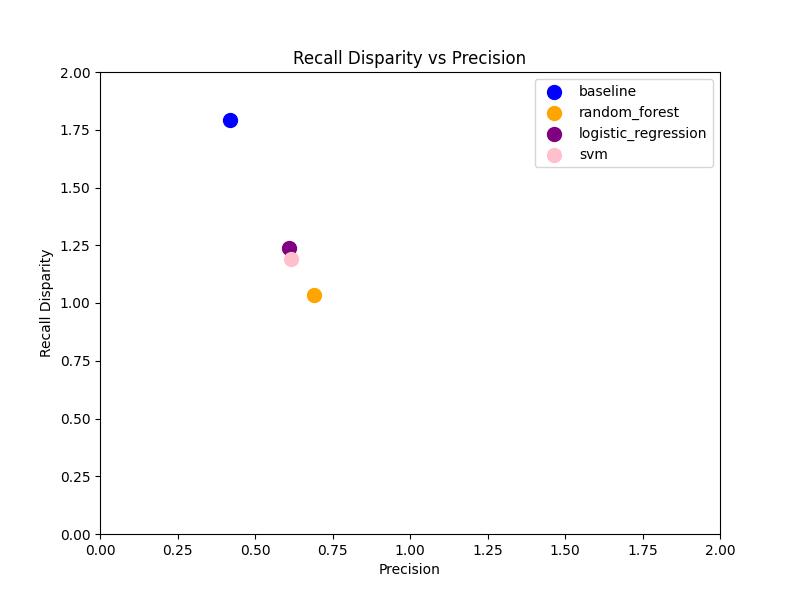 Recall Disparity vs Precision
baseline
random_forest
logistic_regression
svm
2.00
1.75
1.50
1.25
1.00
0.75
0.50
0.25
0.00
Recall Disparity
0.00 0.25 0.50 0.75 1.00 1.25 1.50 1.75 2.00
Precision